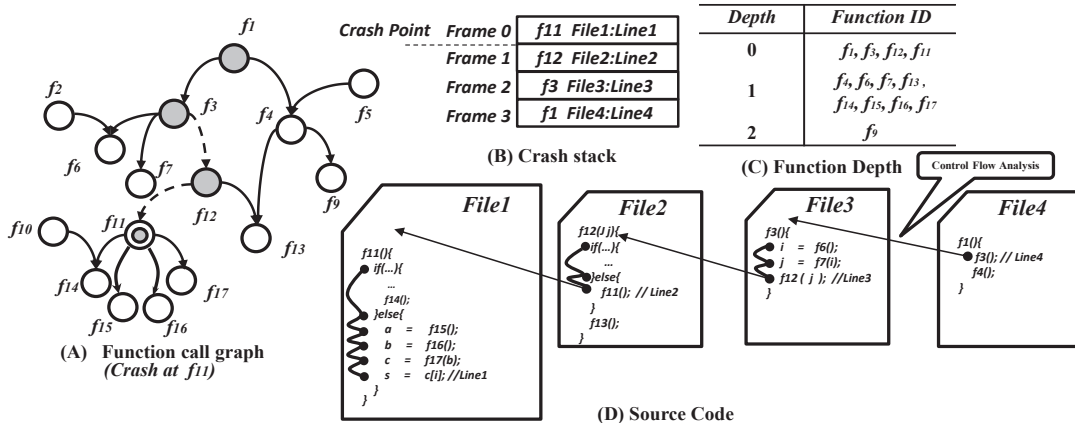 f1
f2
f3
f4
f5
f6
f7
f9
f12
f11
f10
f13
f14
f17
f15
f16
(A) Function call graph
(Crash at f11)
Crash Point
Frame 0 f11 File1:Line1
Frame 1 f12 File2:Line2
Frame 2 f3 File3:Line3
Frame 3 f1 File4:Line4
(B) Crash stack
Depth Function ID
0 f1, f3, f12, f11
1 f4, f6, f7, f13 ,
f14, f15, f16, f17
2 f9
(C) Function Depth
Control Flow Analysis
File1
f11(){
if(...){
...
f14();
}else{
a = f15();
b = f16();
c = f17(b);
s = c[i]; //Line1
}
}
File2
f12(J j){
if(...){
...
}else{
f11(); // Line2
}
f13();
}
File3
f3(){
i = f6();
j = f7(i);
f12 ( j ); //Line3
}
File4
f1(){
f3(); // Line4
f4();
}
(D) Source Code